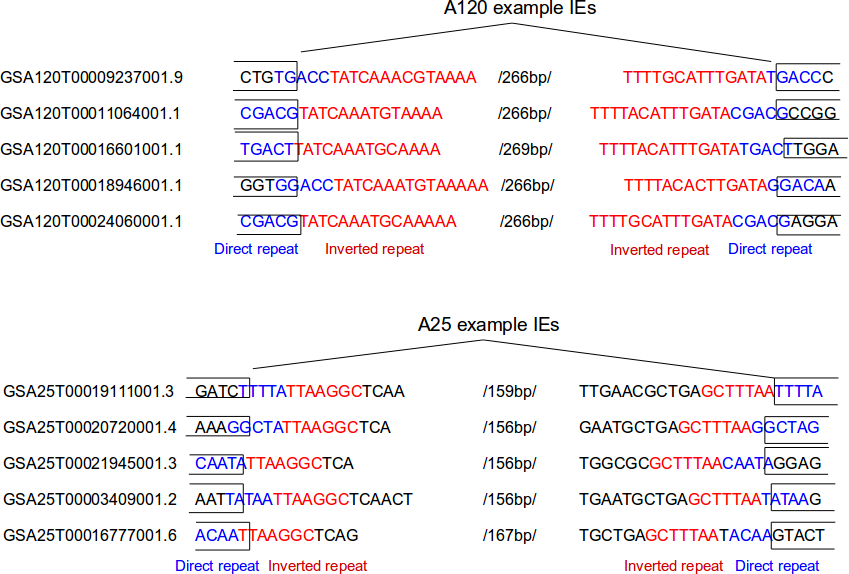 A120 example IEs
GSA120T00009237001.9 CTGTGACCTATCAAACGTAAAA /266bp/ TTTTGCATTTGATATGACCC
GSA120T00011064001.1 CGACGTATCAAATGTAAAA /266bp/ TTTTACATTTGATACGACGCCGG
GSA120T00016601001.1 TGACTTATCAAATGCAAAA /269bp/ TTTTACATTTGATATGACTTGGA
GSA120T00018946001.1 GGTGGACCTATCAAATGTAAAAA /266bp/ TTTTACACTTGATAGGACAA
GSA120T00024060001.1 CGACGTATCAAATGCAAAAA /266bp/ TTTTGCATTTGATACGACGAGGA
Direct repeat Inverted repeat Inverted repeat Direct repeat
A25 example IEs
GSA25T00019111001.3 GATCTTTTATTAAGGCTCAA /159bp/ TTGAACGCTGAGCTTTAATTTTA
GSA25T00020720001.4 AAAGGCTATTAAGGCTCA /156bp/ GAATGCTGAGCTTTAAGGCTAG
GSA25T00021945001.3 CAATATTAAGGCTCA /156bp/ TGGCGCGCTTTAACAATAGGAG
GSA25T00003409001.2 AATTATAATTAAGGCTCAACT /156bp/ TGAATGCTGAGCTTTAATATAAG
GSA25T00016777001.6 ACAATTAAGGCTCAG /167bp/ TGCTGAGCTTTAATACAAGTACT
Direct repeat Inverted repeat Inverted repeat Direct repeat